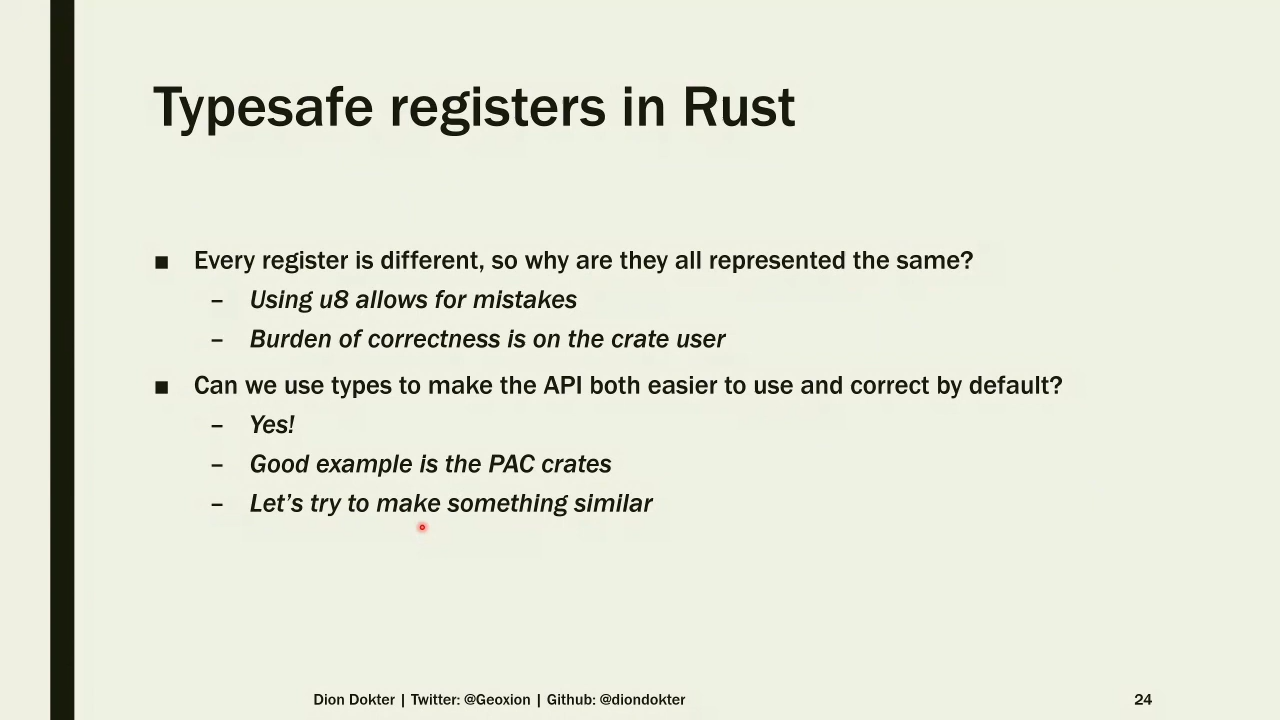 Typesafe registers in Rust
▪ Every register is different, so why are they all represented the same?
– Using u8 allows for mistakes
– Burden of correctness is on the crate user
▪ Can we use types to make the API both easier to use and correct by default?
– Yes!
– Good example is the PAC crates
– Let’s try to make something similar
Dion Dokter | Twitter: @Geoxion | Github: @diondokter
24